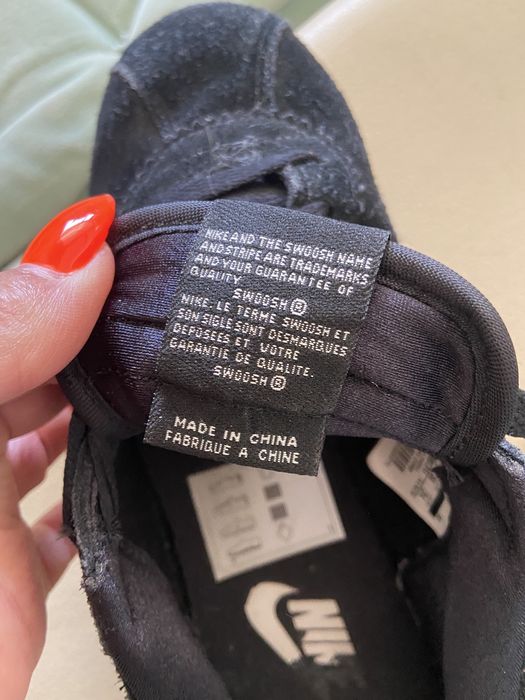 NIKE AND THE SWOOSH NAME
AND STRIPE ARE TRADEMARKS
AND YOUR GUARANTEE OF
QUALITY
SWOOSH®
NIKE. LE TERME SWOOSH ET
SON SIGLE SONT DESMARQUES
DEPOSEES ET VOTRE
GARANTIE DE QUALITE.
SWOOSH®
MADE IN CHINA
FABRIQUE A CHINE
NIK